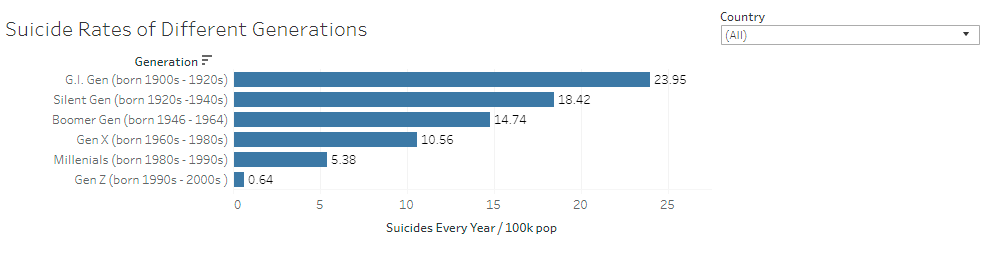 Suicide Rates of Different Generations
Country
(All)
Generation
G.I. Gen (born 1900s - 1920s) 23.95
Silent Gen (born 1920s -1940s) 18.42
Boomer Gen (born 1946 - 1964) 14.74
Gen X (born 1960s - 1980s) 10.56
Millenials (born 1980s - 1990s) 5.38
Gen Z (born 1990s - 2000s ) 0.64
0 5 10 15 20 25
Suicides Every Year / 100k pop